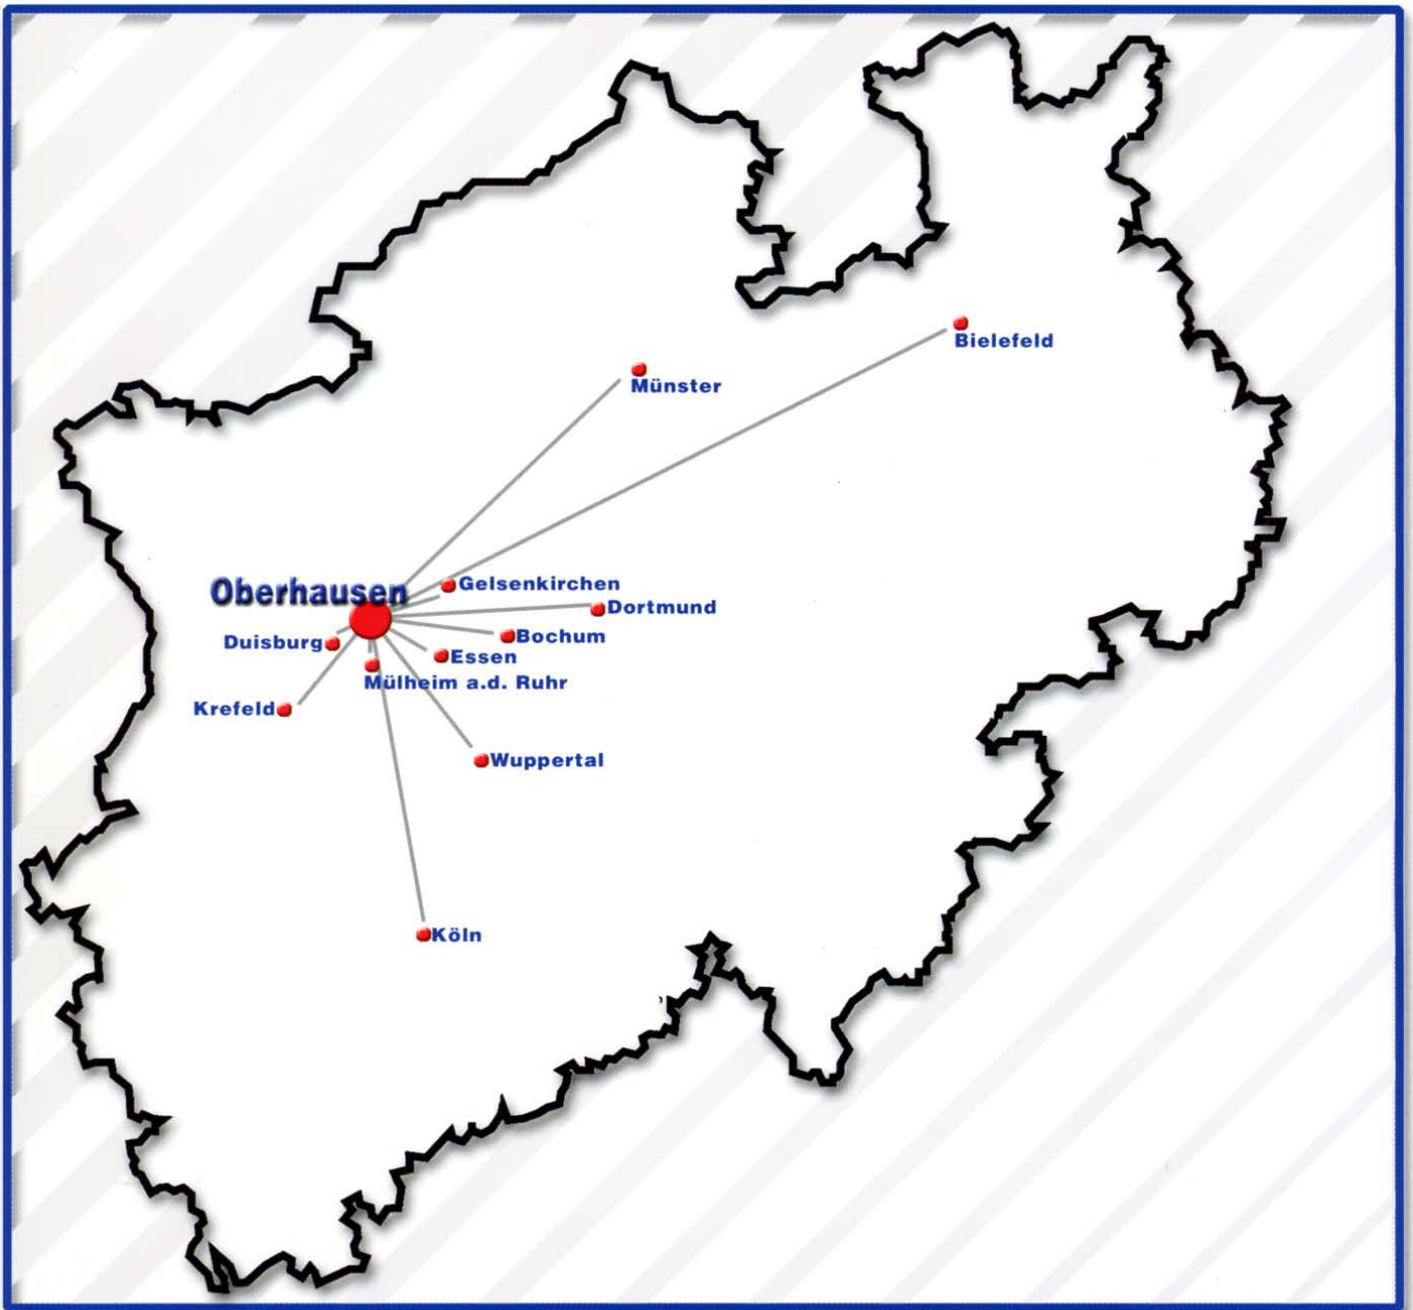 Bielefeld
Münster
Oberhausen
Gelsenkirchen
Dortmund
Bochum
Duisburg
Essen
Mülheim a.d. Ruhr
Krefeld
Wuppertal
Köln